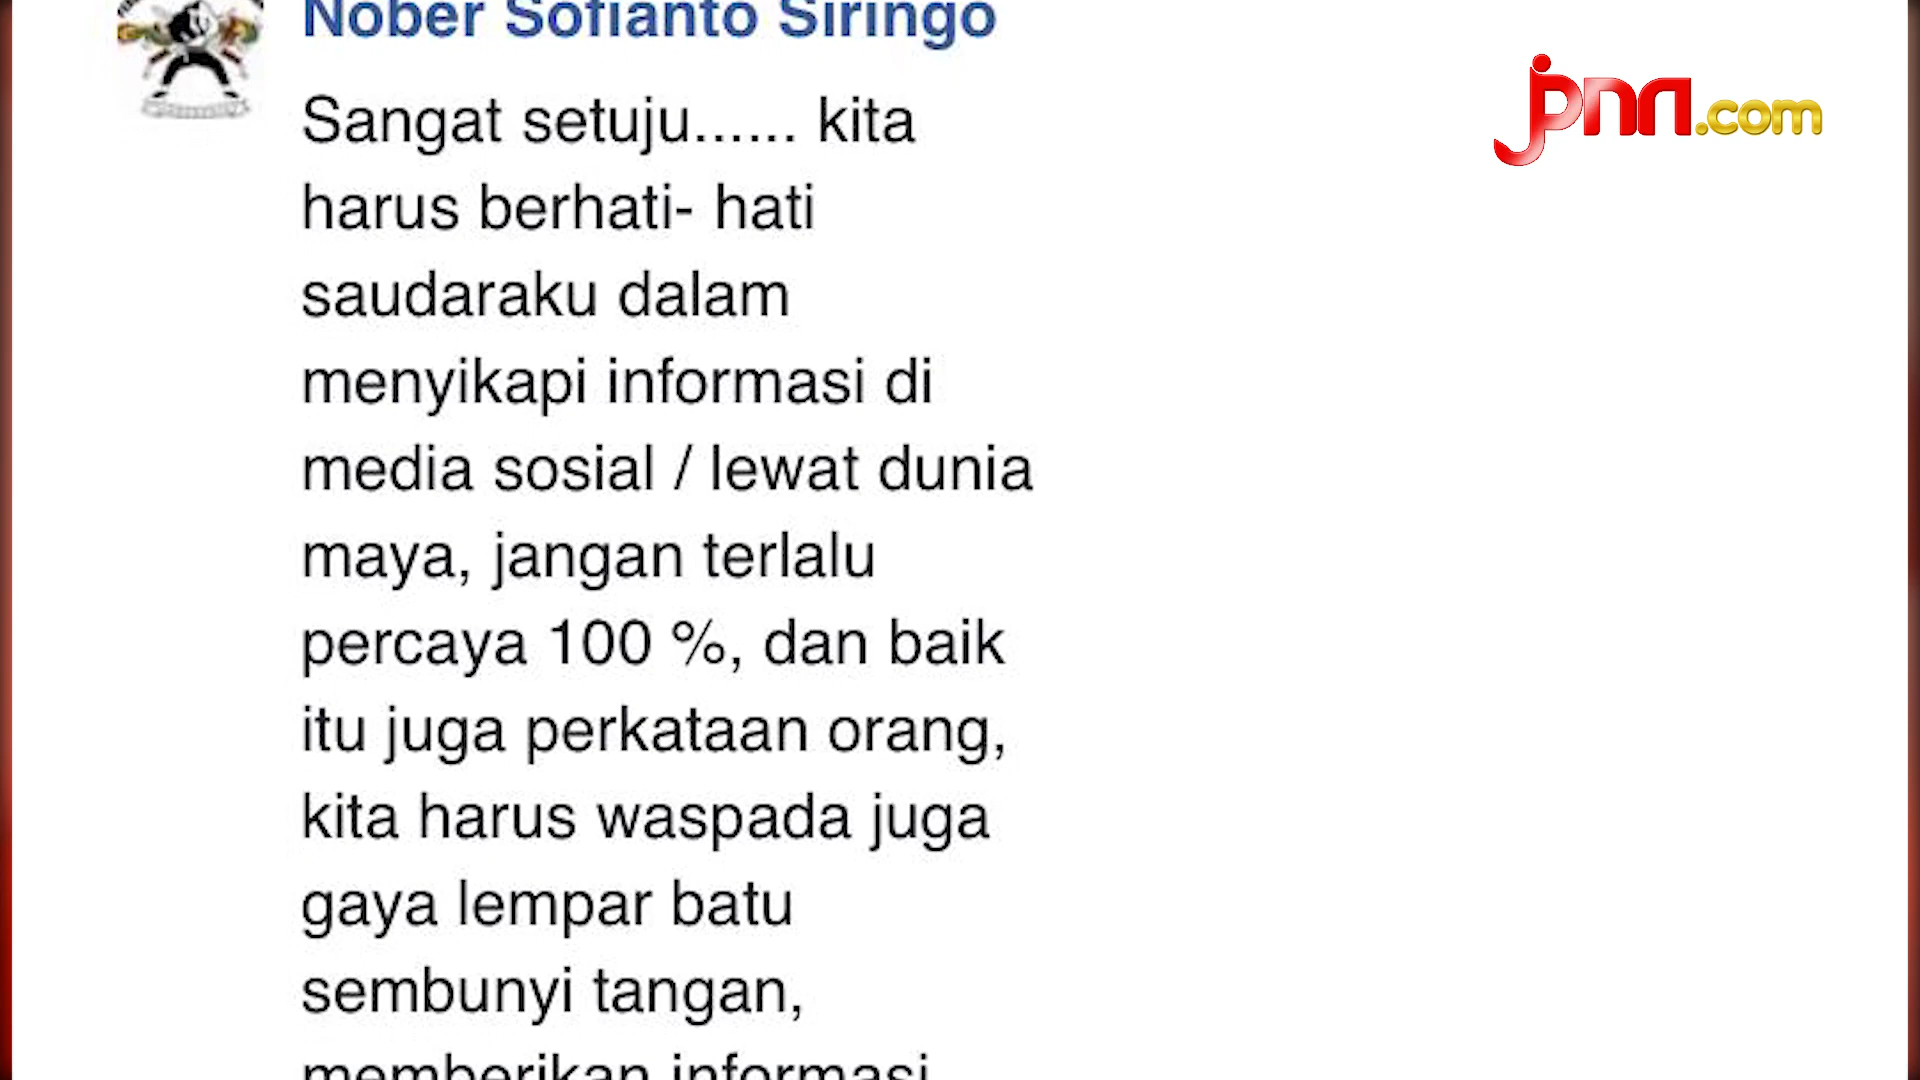 Nober Sofianto Siringo
jpnn.com
Sangat setuju...... kita
harus berhati- hati
saudaraku dalam
menyikapi informasi di
media sosial / lewat dunia
maya, jangan terlalu
percaya 100 %, dan baik
itu juga perkataan orang,
kita harus waspada juga
gaya lempar batu
sembunyi tangan,
memberikan informasi